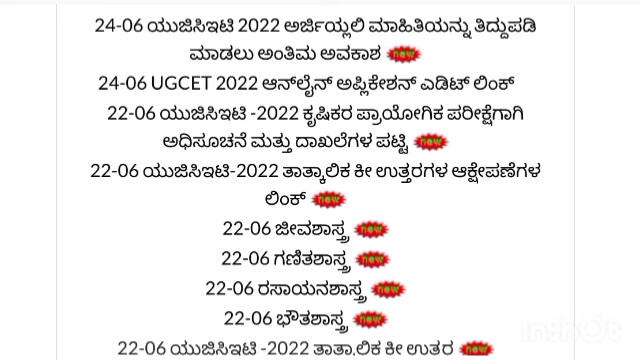 24-06 ಯುಜಿಸಿಇಟಿ 2022 ಅರ್ಜಿಯ್ಲಲಿ ಮಾಹಿತಿಯನ್ನು ತಿದ್ದುಪಡಿ
ಮಾಡಲು ಅಂತಿಮ ಅವಕಾಶ new
24-06 UGCET 2022 ಆನ್‌ಲೈನ್ ಅಪ್ಲಿಕೇಶನ್ ಎಡಿಟ್ ಲಿಂಕ್
22-06 ಯುಜಿಸಿಇಟಿ -2022 ಕೃಷಿಕರ ಪ್ರಾಯೋಗಿಕ ಪರೀಕ್ಷೆಗಾಗಿ
ಅಧಿಸೂಚನೆ ಮತ್ತು ದಾಖಲೆಗಳ ಪಟ್ಟಿ new
22-06 ಯುಜಿಸಿಇಟಿ-2022 ತಾತ್ಕಾಲಿಕ ಕೀ ಉತ್ತರಗಳ ಆಕ್ಷೇಪಣೆಗಳ
ಲಿಂಕ್ new
22-06 ಜೀವಶಾಸ್ತ್ರ new
22-06 ಗಣಿತಶಾಸ್ತ್ರ new
22-06 ರಸಾಯನಶಾಸ್ತ್ರ new
22-06 ಭೌತಶಾಸ್ತ್ರ new
22-06 ಯುಜಿಸಿಇಟಿ -2022 ತಾತ್ಕಾಲಿಕ ಕೀ ಉತ್ತರ new